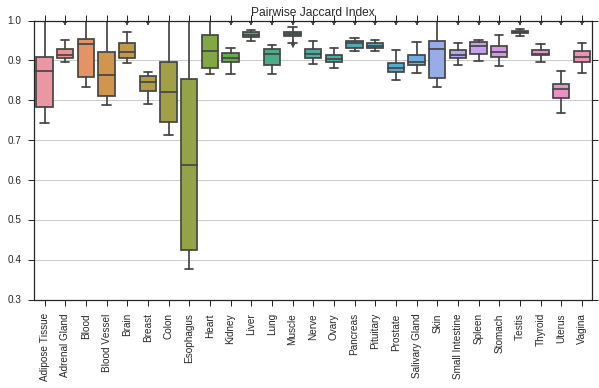 Pairwise Jaccard Index
1.0
0.9
0.8
0.7
0.6
0.5
0.4
0.3
Adipose Tissue
Adrenal Gland
Blood
Blood Vessel
Brain
Breast
Colon
Esophagus
Heart
Kidney
Liver
Lung
Muscle
Nerve
Ovary
Pancreas
Pituitary
Prostate
Salivary Gland
Skin
Small Intestine
Spleen
Stomach
Testis
Thyroid
Uterus
Vagina